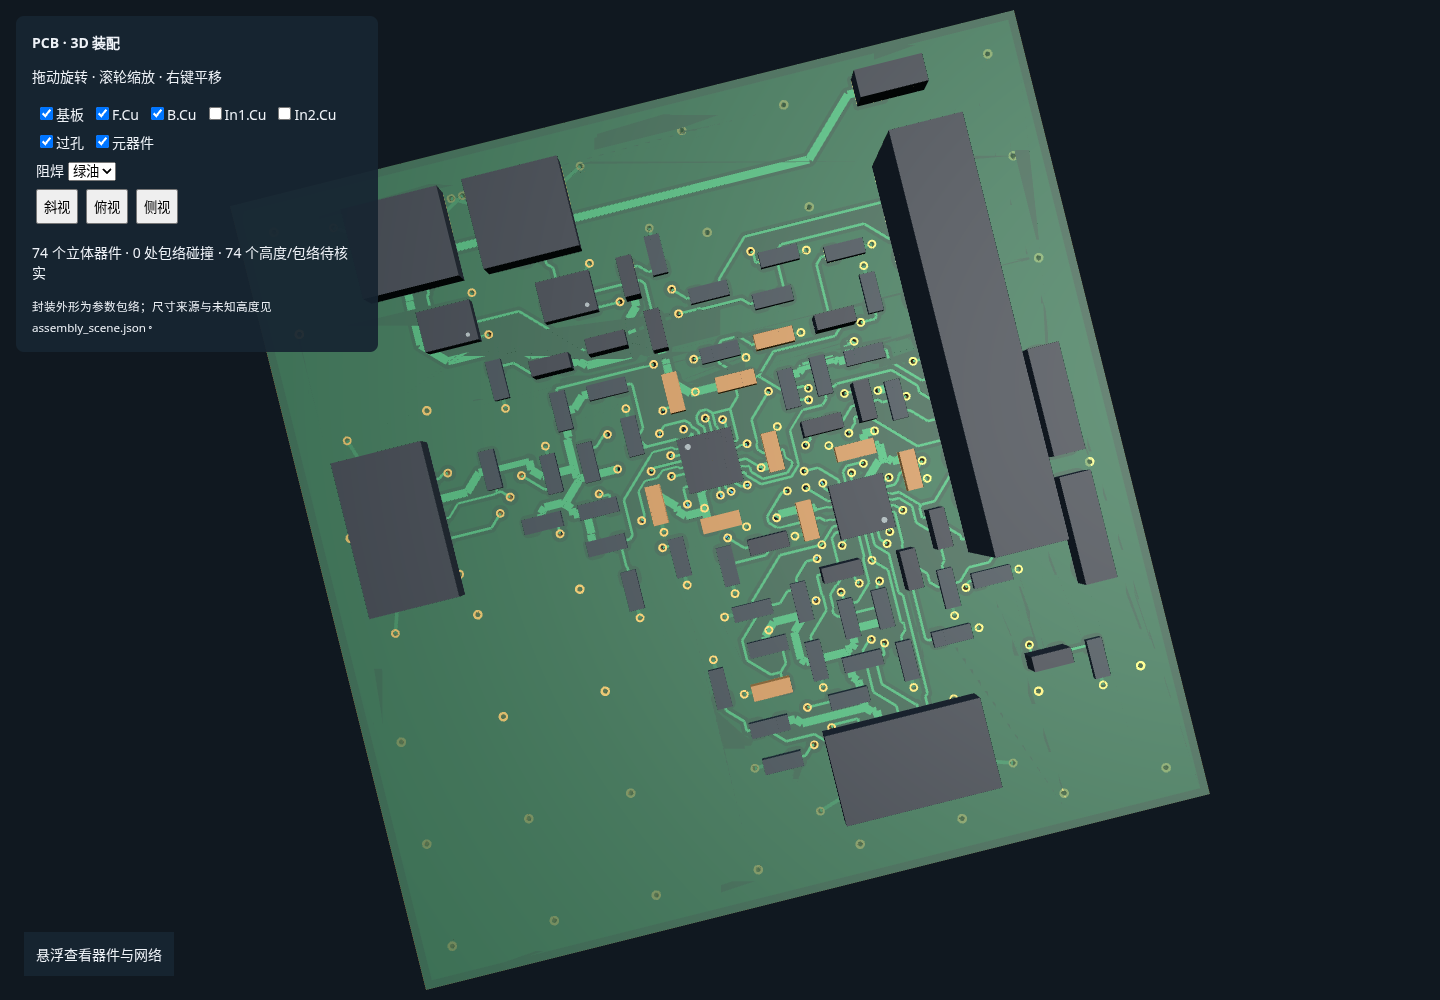 PCB · 3D 装配
拖动旋转 · 滚轮缩放 · 右键平移
基板 F.Cu B.Cu In1.Cu In2.Cu
过孔 元器件
阻焊 绿油
斜视 俯视 侧视
74 个立体器件 · 0 处包络碰撞 · 74 个高度/包络待核
实
封装外形为参数包络；尺寸来源与未知高度见
assembly_scene.json。
悬浮查看器件与网络